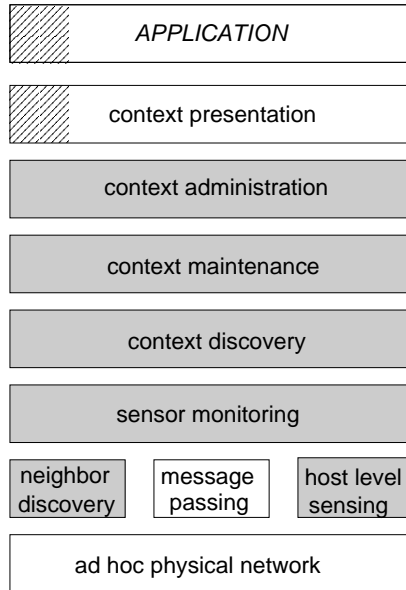 APPLICATION
context presentation
context administration
context maintenance
context discovery
sensor monitoring
neighbor
discovery
message
passing
host level
sensing
ad hoc physical network